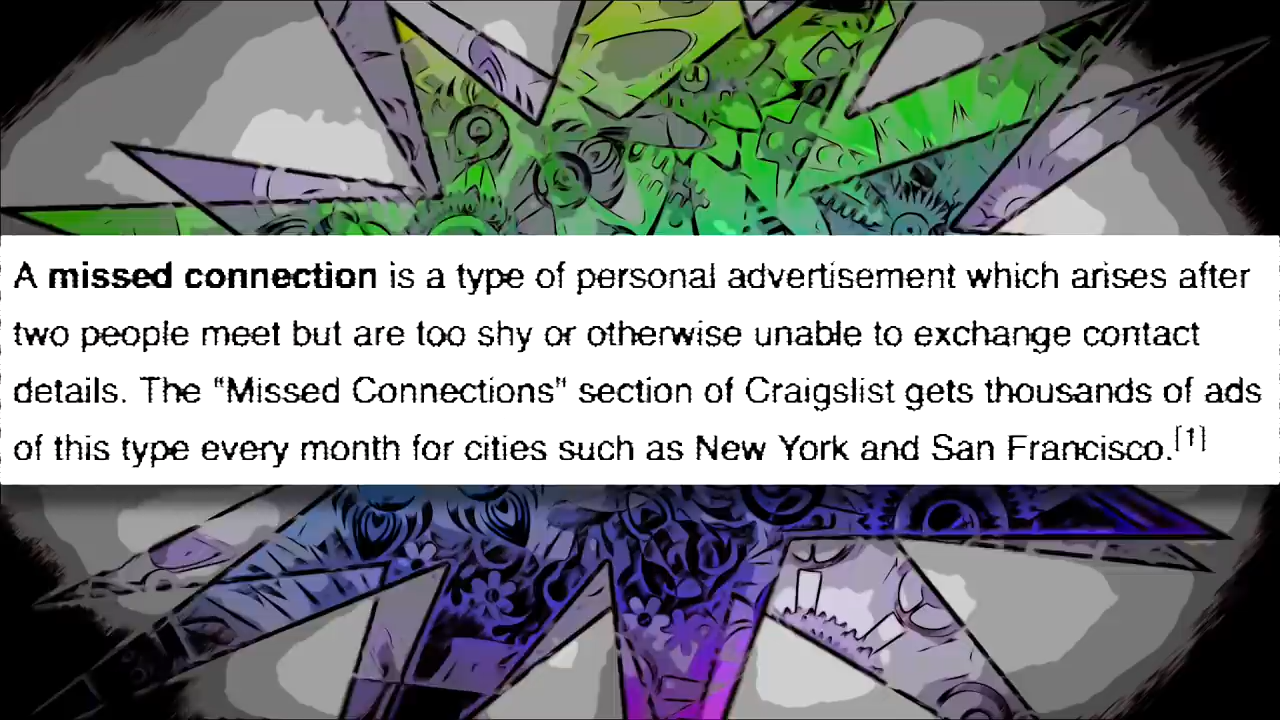 A missed connection is a type of personal advertisement which arises after
two people meet but are too shy or otherwise unable to exchange contact
details. The "Missed Connections" section of Craigslist gets thousands of ads
of this type every month for cities such as New York and San Francisco.[1]